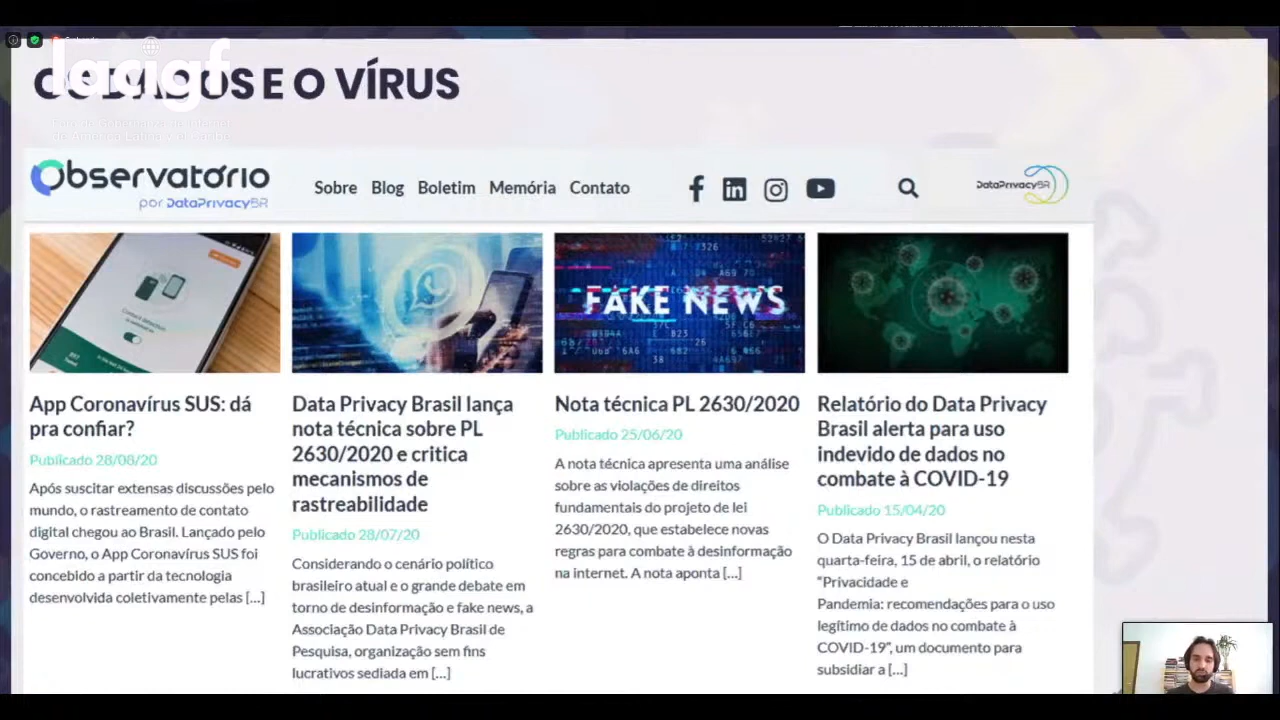 lacigf
OS DADOS E O VÍRUS
Observatório
por DataPrivacyBR
Sobre Blog Boletim Memória Contato
DataPrivacyBR
App Coronavírus SUS: dá
pra confiar?
Publicado 28/08/20
Após suscitar extensas discussões pelo
mundo, o rastreamento de contato
digital chegou ao Brasil. Lançado pelo
Governo, o App Coronavírus SUS foi
concebido a partir da tecnologia
desenvolvida coletivamente pelas [...]
Data Privacy Brasil lança
nota técnica sobre PL
2630/2020 e critica
mecanismos de
rastreabilidade
Publicado 28/07/20
Considerando o cenário político
brasileiro atual e o grande debate em
torno de desinformação e fake news, a
Associação Data Privacy Brasil de
Pesquisa, organização sem fins
lucrativos sediada em [...]
FAKE NEWS
Nota técnica PL 2630/2020
Publicado 25/06/20
A nota técnica apresenta uma análise
sobre as violações de direitos
fundamentais do projeto de lei
2630/2020, que estabelece novas
regras para combate à desinformação
na internet. A nota aponta [...]
Relatório do Data Privacy
Brasil alerta para uso
indevido de dados no
combate à COVID-19
Publicado 15/04/20
O Data Privacy Brasil lançou nesta
quarta-feira, 15 de abril, o relatório
“Privacidade e
Pandemia: recomendações para o uso
legítimo de dados no combate à
COVID-19”, um documento para
subsidiar a [...]